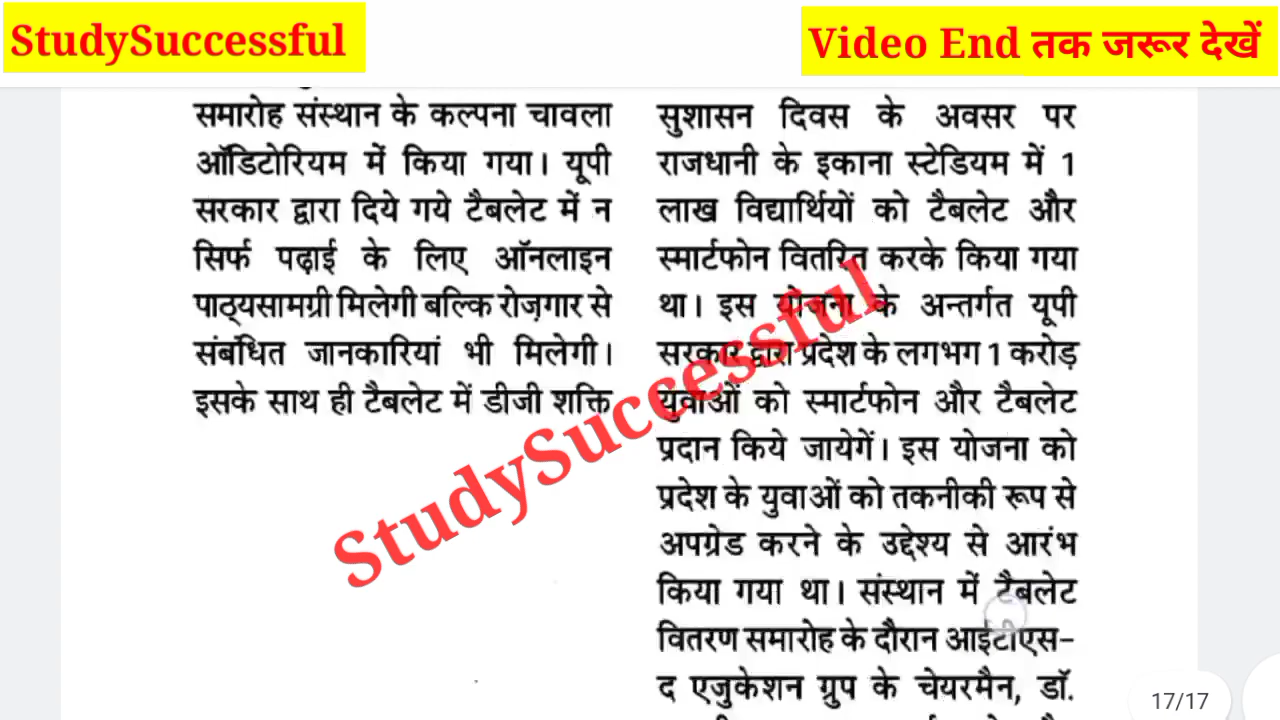 StudySuccessful
Video End तक जरूर देखें
समारोह संस्थान के कल्पना चावला
ऑडिटोरियम में किया गया। यूपी
सरकार द्वारा दिये गये टैबलेट में न
सिर्फ पढ़ाई के लिए ऑनलाइन
पाठ्यसामग्री मिलेगी बल्कि रोज़गार से
संबंधित जानकारियां भी मिलेगी।
इसके साथ ही टैबलेट में डीजी शक्ति
सुशासन दिवस के अवसर पर
राजधानी के इकाना स्टेडियम में 1
लाख विद्यार्थियों को टैबलेट और
स्मार्टफोन वितरित करके किया गया
था। इस योजना के अन्तर्गत यूपी
सरकार द्वारा प्रदेश के लगभग 1 करोड़
युवाओं को स्मार्टफोन और टैबलेट
प्रदान किये जायेगें। इस योजना को
प्रदेश के युवाओं को तकनीकी रूप से
अपग्रेड करने के उद्देश्य से आरंभ
किया गया था। संस्थान में टैबलेट
वितरण समारोह के दौरान आईटीएस-
द एजुकेशन ग्रुप के चेयरमैन, डॉ.
StudySuccessful
17/17